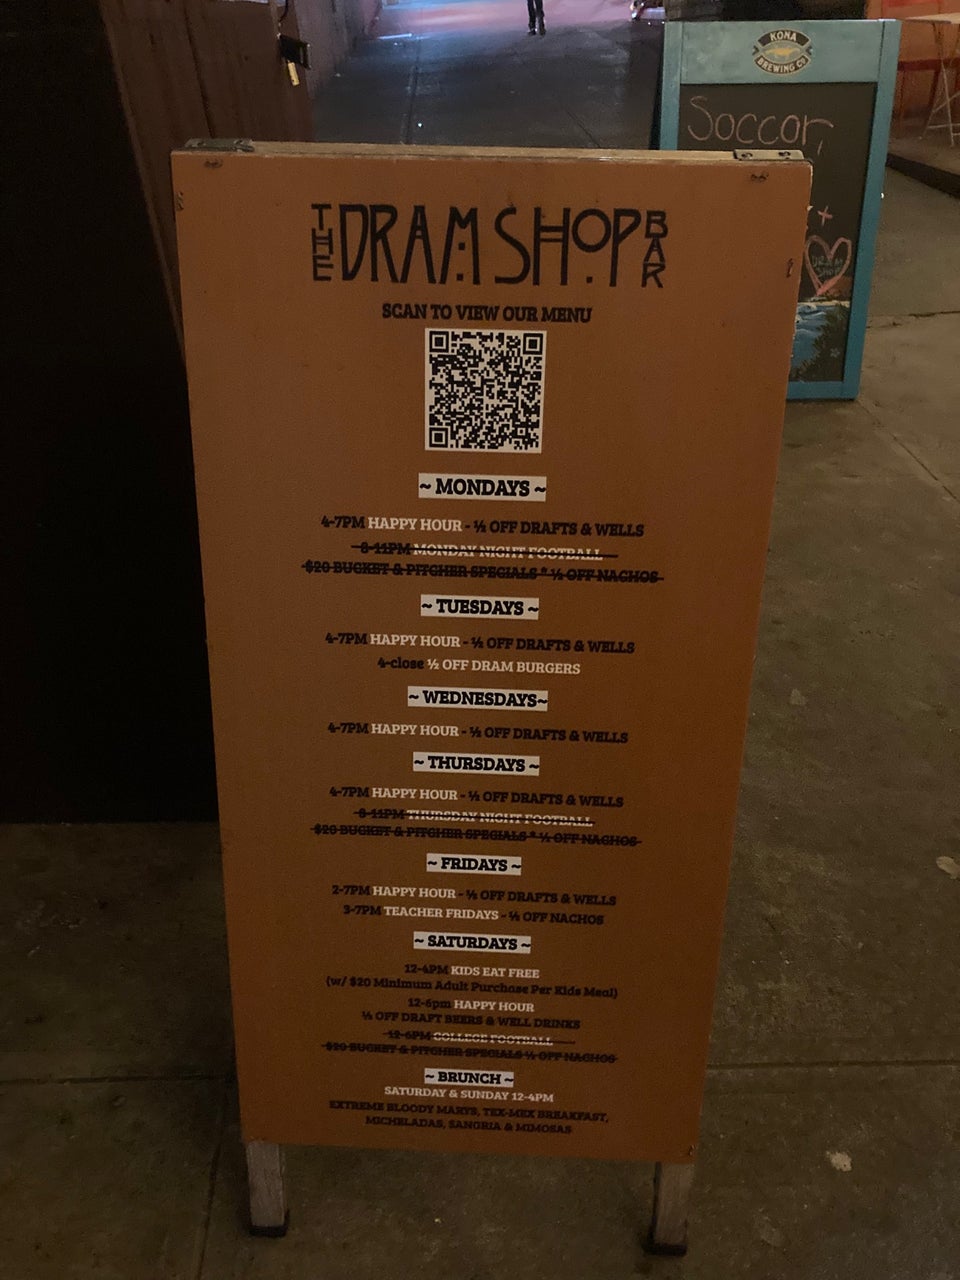 KONA
BREWING CO
Soccor,
+
DRAM
SHOP
THE DRAM SHOP BAR
SCAN TO VIEW OUR MENU
~ MONDAYS ~
4-7PM HAPPY HOUR - ½ OFF DRAFTS & WELLS
8-11PM MONDAY NIGHT FOOTBALL
$20 BUCKET & PITCHER SPECIALS * ½ OFF NACHOS
~ TUESDAYS ~
4-7PM HAPPY HOUR - ½ OFF DRAFTS & WELLS
4-close ½ OFF DRAM BURGERS
~ WEDNESDAYS~
4-7PM HAPPY HOUR - ½ OFF DRAFTS & WELLS
~ THURSDAYS ~
4-7PM HAPPY HOUR - ½ OFF DRAFTS & WELLS
8-11PM THURSDAY NIGHT FOOTBALL
$20 BUCKET & PITCHER SPECIALS * ½ OFF NACHOS
~ FRIDAYS ~
2-7PM HAPPY HOUR - ½ OFF DRAFTS & WELLS
3-7PM TEACHER FRIDAYS - ½ OFF NACHOS
~ SATURDAYS ~
12-4PM KIDS EAT FREE
(w/ $20 Minimum Adult Purchase Per Kids Meal)
12-6pm HAPPY HOUR
½ OFF DRAFT BEERS & WELL DRINKS
12-6PM COLLEGE FOOTBALL
$20 BUCKET & PITCHER SPECIALS ½ OFF NACHOS
~ BRUNCH ~
SATURDAY & SUNDAY 12-4PM
EXTREME BLOODY MARYS, TEX-MEX BREAKFAST,
MICHELADAS, SANGRIA & MIMOSAS